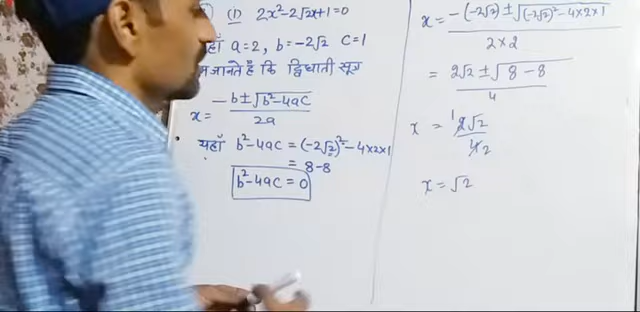 (i) 2x²-2√2x+1=0
a=2, b=-2√2 C=1
जानते हैं कि द्विघाती सूत्र
x= -b±√b²-4ac / 2a
यहाँ b²-4ac = (-2√2)²-4×2×1
= 8-8
b²-4ac = 0
x= -(-2√2) ± √(-2√2)²-4×2×1 / 2×2
= 2√2 ± √8-8 / 4
x = 1 2√2 / 4 2
x = √2